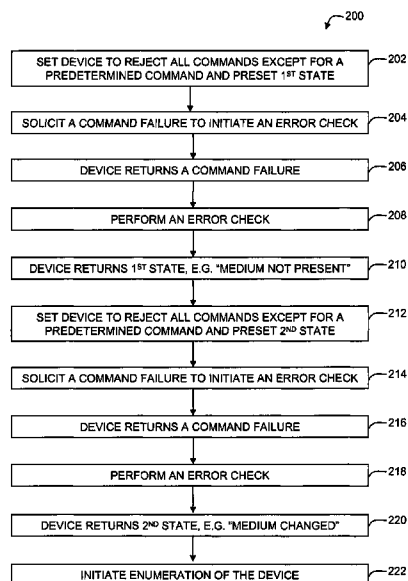 200
SET DEVICE TO REJECT ALL COMMANDS EXCEPT FOR A
PREDETERMINED COMMAND AND PRESET 1ST STATE
202
SOLICIT A COMMAND FAILURE TO INITIATE AN ERROR CHECK
204
DEVICE RETURNS A COMMAND FAILURE
206
PERFORM AN ERROR CHECK
208
DEVICE RETURNS 1ST STATE, E.G. "MEDIUM NOT PRESENT"
210
SET DEVICE TO REJECT ALL COMMANDS EXCEPT FOR A
PREDETERMINED COMMAND AND PRESET 2ND STATE
212
SOLICIT A COMMAND FAILURE TO INITIATE AN ERROR CHECK
214
DEVICE RETURNS A COMMAND FAILURE
216
PERFORM AN ERROR CHECK
218
DEVICE RETURNS 2ND STATE, E.G. "MEDIUM CHANGED"
220
INITIATE ENUMERATION OF THE DEVICE
222